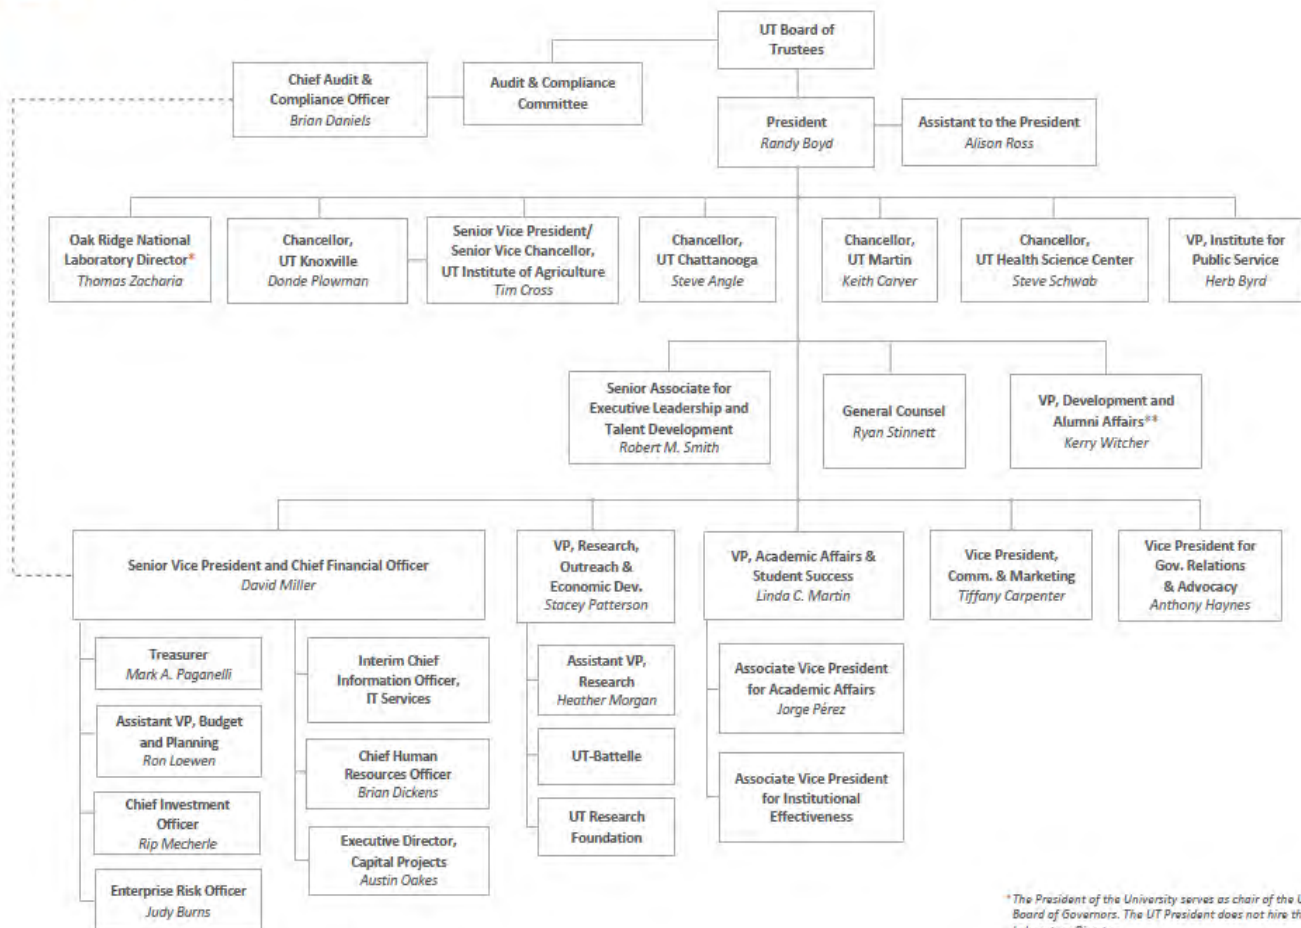 UT Board of
Trustees
Chief Audit &
Compliance Officer
Brian Daniels
Audit & Compliance
Committee
President
Randy Boyd
Assistant to the President
Alison Ross
Oak Ridge National
Laboratory Director*
Thomas Zacharia
Chancellor,
UT Knoxville
Donde Plowman
Senior Vice President/
Senior Vice Chancellor,
UT Institute of Agriculture
Tim Cross
Chancellor,
UT Chattanooga
Steve Angle
Chancellor,
UT Martin
Keith Carver
Chancellor,
UT Health Science Center
Steve Schwab
VP, Institute for
Public Service
Herb Byrd
Senior Associate for
Executive Leadership and
Talent Development
Robert M. Smith
General Counsel
Ryan Stinnett
VP, Development and
Alumni Affairs**
Kerry Witcher
Senior Vice President and Chief Financial Officer
David Miller
VP, Research,
Outreach &
Economic Dev.
Stacey Patterson
VP, Academic Affairs &
Student Success
Linda C. Martin
Vice President,
Comm. & Marketing
Tiffany Carpenter
Vice President for
Gov. Relations
& Advocacy
Anthony Haynes
Treasurer
Mark A. Paganelli
Assistant VP, Budget
and Planning
Ron Loewen
Chief Investment
Officer
Rip Mecherle
Enterprise Risk Officer
Judy Burns
Interim Chief
Information Officer,
IT Services
Chief Human
Resources Officer
Brian Dickens
Executive Director,
Capital Projects
Austin Oakes
Assistant VP,
Research
Heather Morgan
UT-Battelle
UT Research
Foundation
Associate Vice President
for Academic Affairs
Jorge Pérez
Associate Vice President
for Institutional
Effectiveness
*The President of the University serves as chair of the
Board of Governors. The UT President does not hire